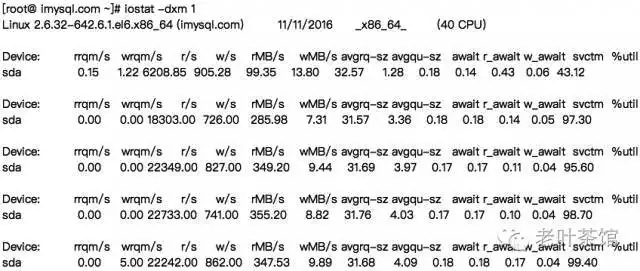 [root@ imysql.com ~]# iostat -dxm 1
Linux 2.6.32-642.6.1.el6.x86_64 (imysql.com) 11/11/2016 _x86_64_ (40 CPU)
Device: rrqm/s wrqm/s r/s w/s rMB/s wMB/s avgrq-sz avgqu-sz await r_await w_await svctm %util
sda 0.15 1.22 6208.85 905.28 99.35 13.80 32.57 1.28 0.18 0.14 0.43 0.06 43.12
Device: rrqm/s wrqm/s r/s w/s rMB/s wMB/s avgrq-sz avgqu-sz await r_await w_await svctm %util
sda 0.00 0.00 18303.00 726.00 285.98 7.31 31.57 3.36 0.18 0.18 0.14 0.05 97.30
Device: rrqm/s wrqm/s r/s w/s rMB/s wMB/s avgrq-sz avgqu-sz await r_await w_await svctm %util
sda 0.00 0.00 22349.00 827.00 349.20 9.44 31.69 3.97 0.17 0.17 0.11 0.04 95.60
Device: rrqm/s wrqm/s r/s w/s rMB/s wMB/s avgrq-sz avgqu-sz await r_await w_await svctm %util
sda 0.00 0.00 22733.00 741.00 355.20 8.82 31.76 4.03 0.17 0.17 0.10 0.04 98.70
老叶茶馆
Device: rrqm/s wrqm/s r/s w/s rMB/s wMB/s avgrq-sz avgqu-sz await r_await w_await svctm %util
sda 0.00 5.00 22242.00 862.00 347.53 9.89 31.68 4.09 0.18 0.18 0.17 0.04 99.40